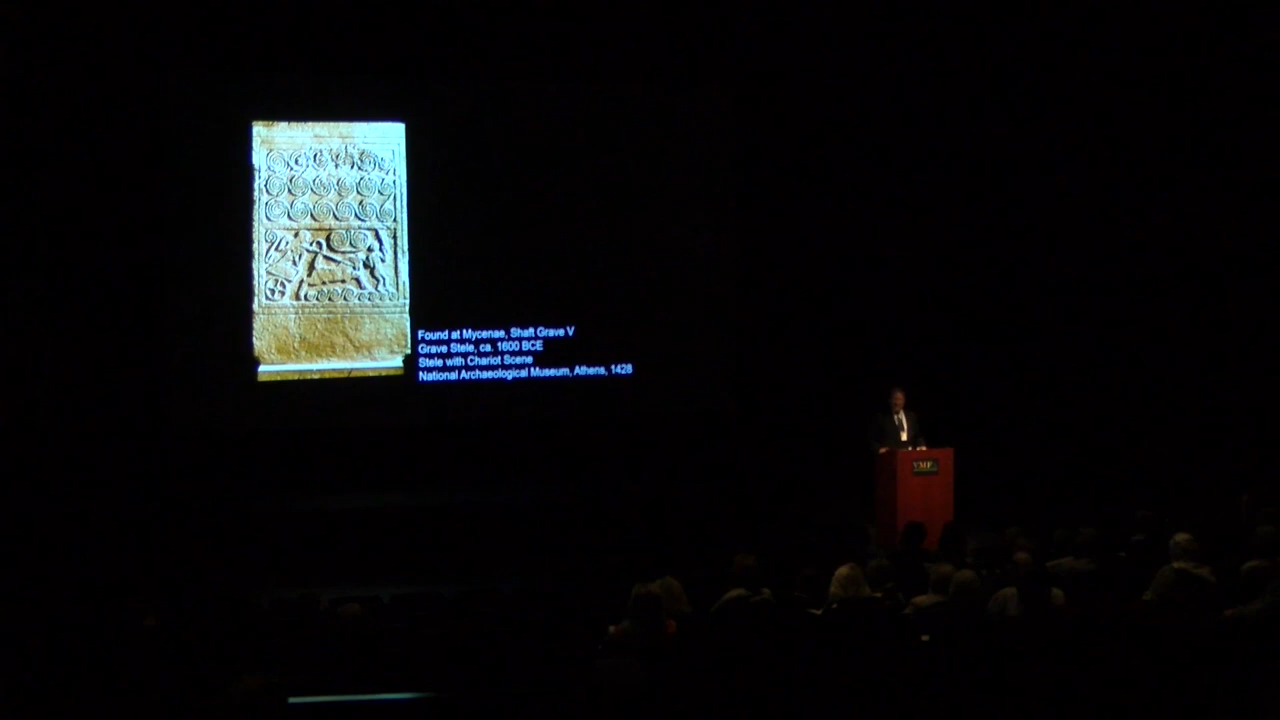 Found at Mycenae, Shaft Grave V
Grave Stele, ca. 1600 BCE
Stele with Chariot Scene
National Archaeological Museum, Athens, 1428
VMFA